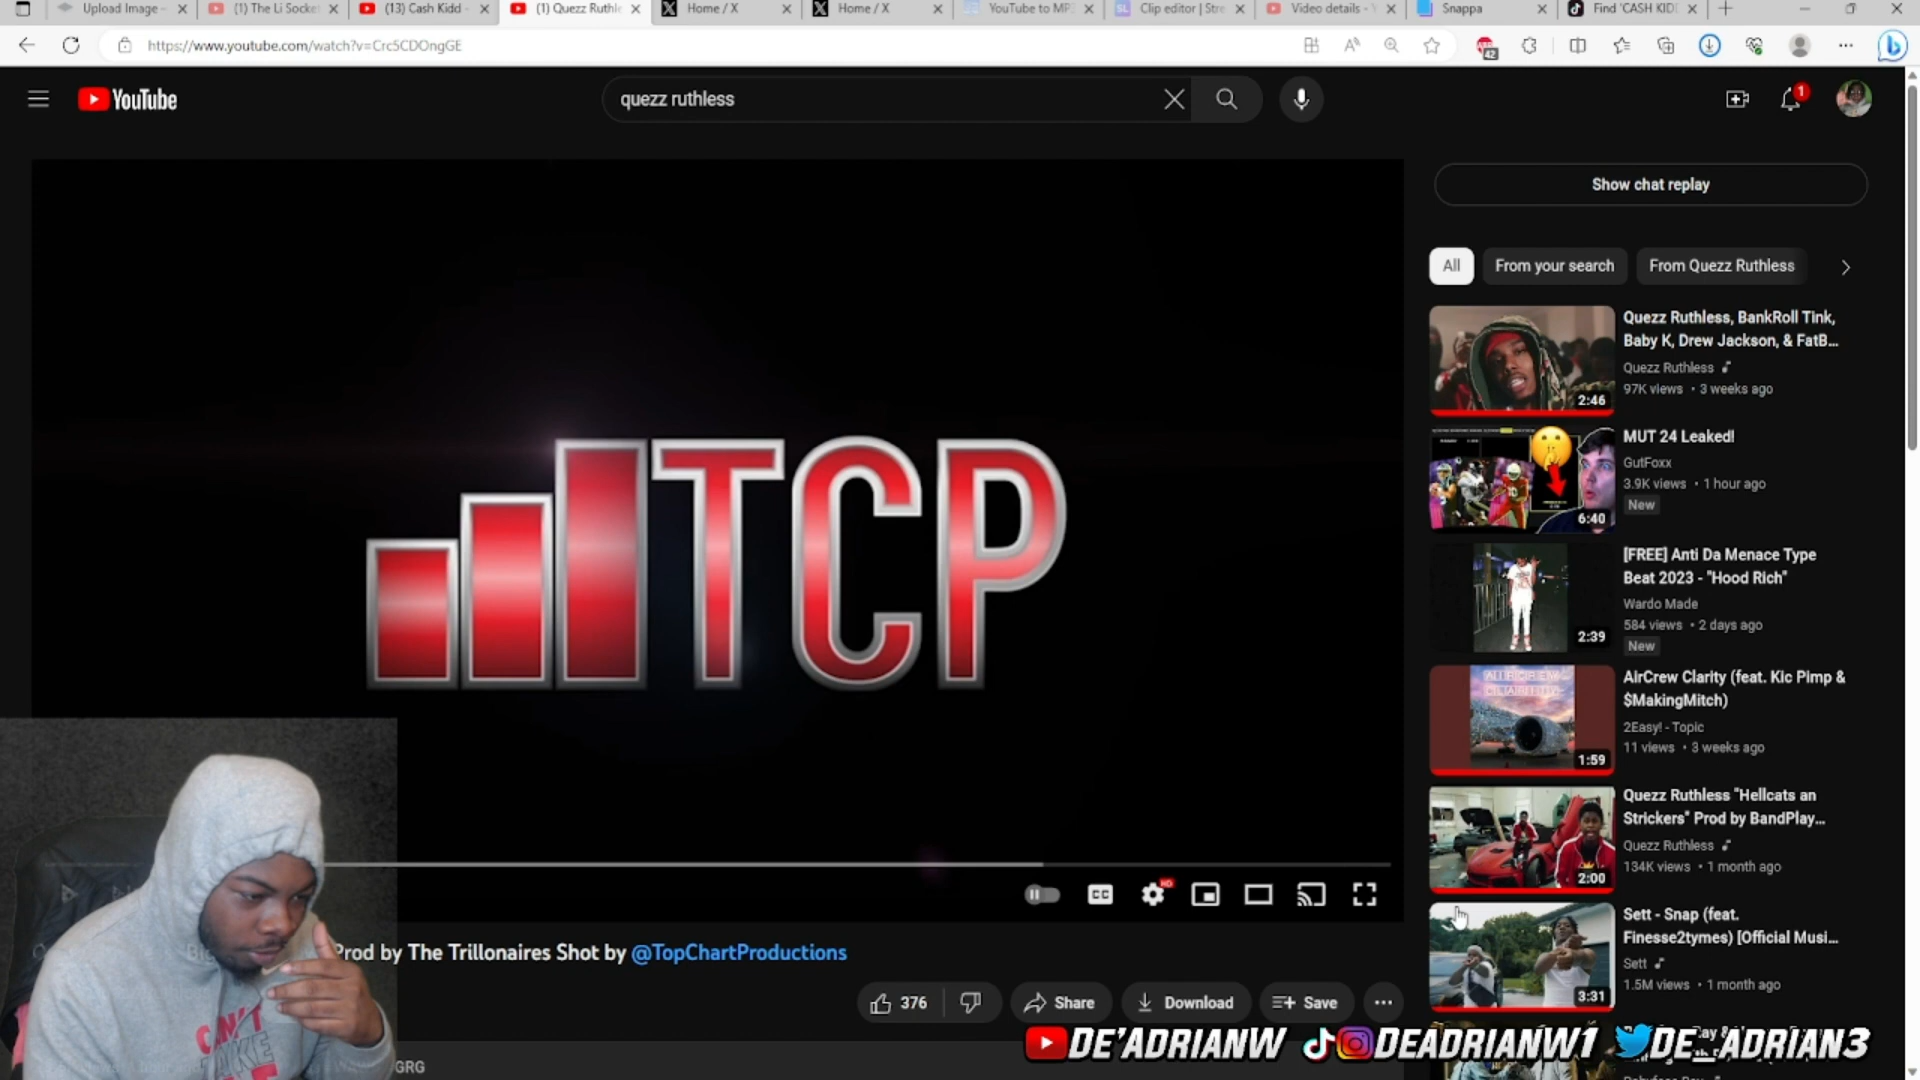 Upload Image -
(1) The Li Socke
(13) Cash Kidd -
(1) Quezz Ruthle
Home / X
Home / X
YouTube to MP3
Clip editor | Stre
Video details - Y
Snappa
Find 'CASH KIDD
https://www.youtube.com/watch?v=Crc5CDOngGE
42
YouTube
quezz ruthless
1
Show chat replay
All
From your search
From Quezz Ruthless
TCP
Quezz Ruthless, BankRoll Tink,
Baby K, Drew Jackson, & FatB...
Quezz Ruthless
97K views • 3 weeks ago
2:46
MUT 24 Leaked!
GutFoxx
3.9K views • 1 hour ago
New
6:40
[FREE] Anti Da Menace Type
Beat 2023 - "Hood Rich"
Wardo Made
584 views • 2 days ago
New
2:39
AirCrew Clarity (feat. Kic Pimp &
$MakingMitch)
2Easy! - Topic
11 views • 3 weeks ago
1:59
Quezz Ruthless "Hellcats an
Strickers" Prod by BandPlay...
Quezz Ruthless
134K views • 1 month ago
2:00
Sett - Snap (feat.
Finesse2tymes) [Official Musi...
Sett
1.5M views • 1 month ago
3:31
CC
HD
Prod by The Trillonaires Shot by @TopChartProductions
376
Share
Download
Save
CAN'T
GRG
DE'ADRIANW
DEADRIANW1
DE_ADRIAN3